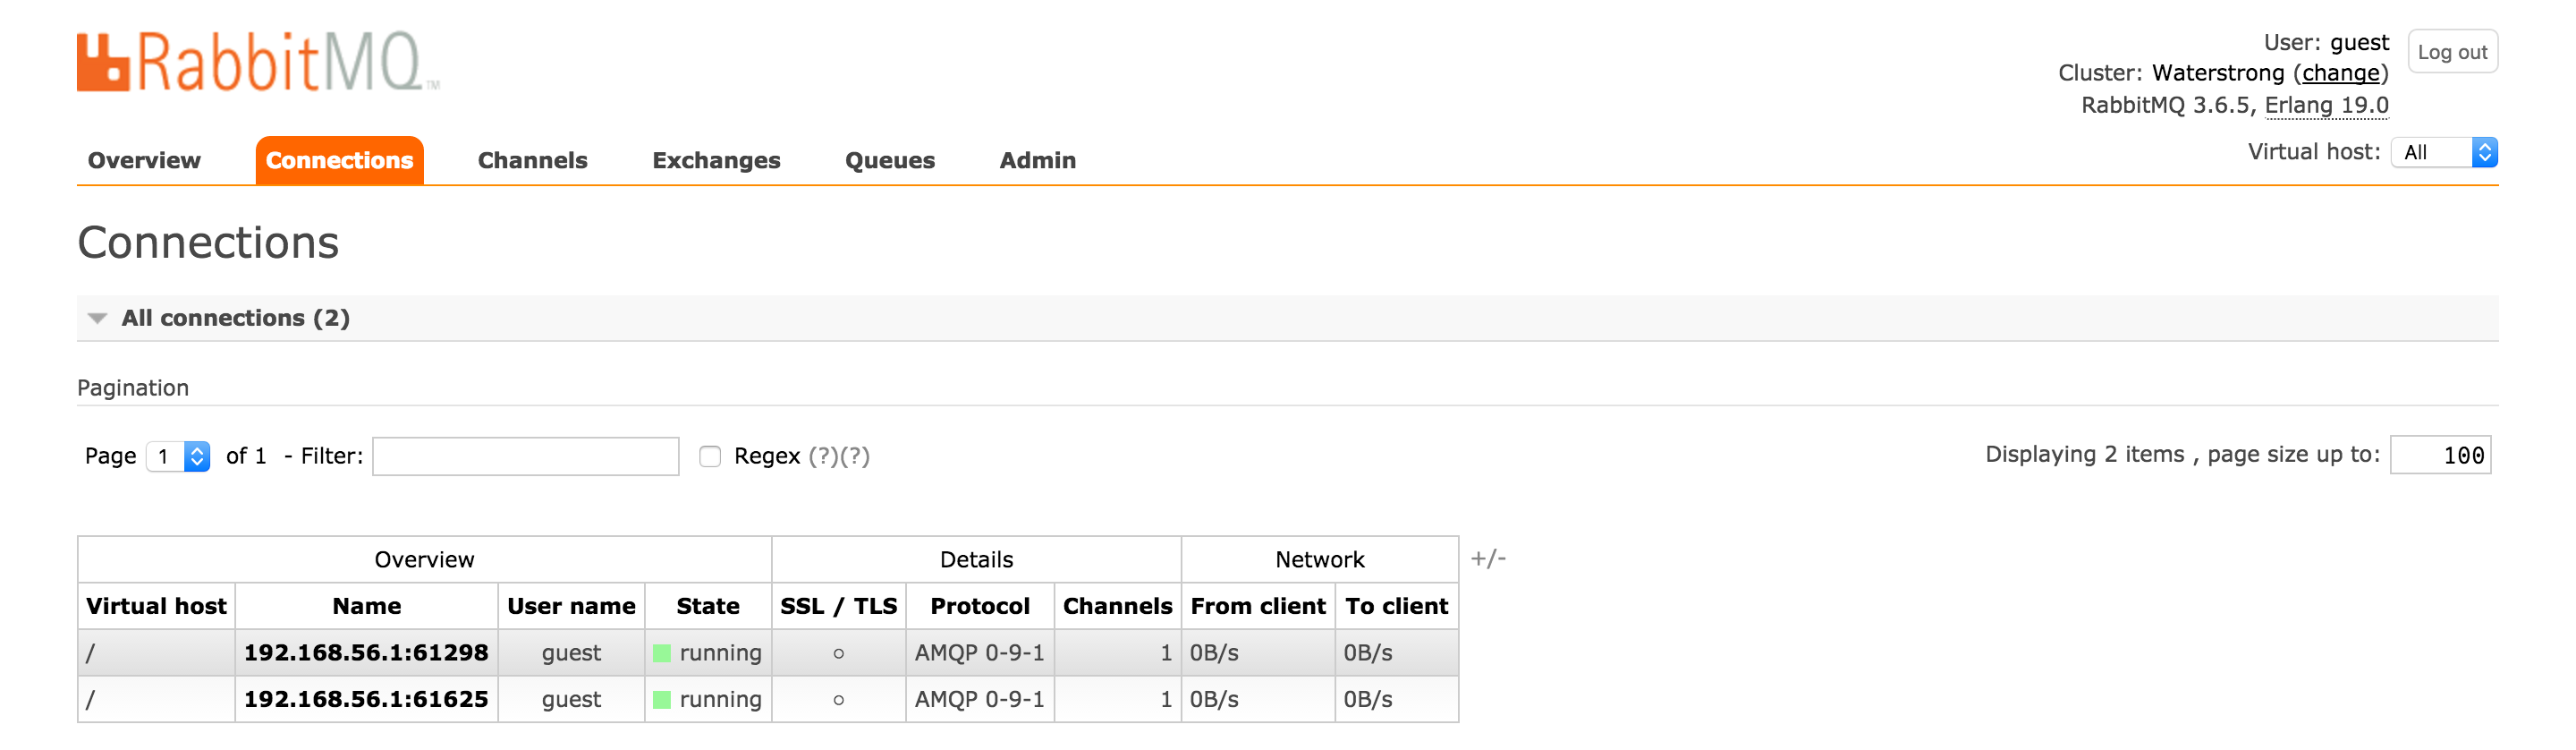 RabbitMQ™
User: guest
Log out
Cluster: Waterstrong (change)
RabbitMQ 3.6.5, Erlang 19.0
Overview Connections Channels Exchanges Queues Admin
Virtual host: All
Connections
All connections (2)
Pagination
Page 1 of 1 - Filter: Regex (?)(?)
Displaying 2 items , page size up to: 100
Overview Details Network +/-
Virtual host Name User name State SSL / TLS Protocol Channels From client To client
/ 192.168.56.1:61298 guest running ○ AMQP 0-9-1 1 0B/s 0B/s
/ 192.168.56.1:61625 guest running ○ AMQP 0-9-1 1 0B/s 0B/s